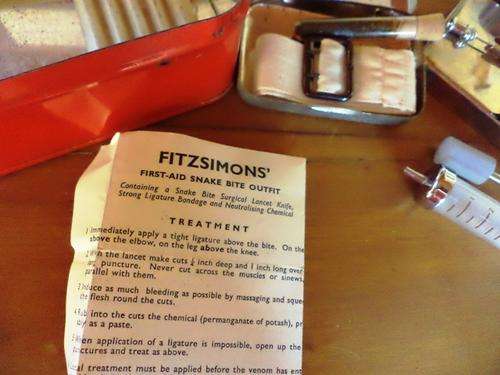 FITZSIMONS'
FIRST-AID SNAKE BITE OUTFIT
Containing a Snake Bite Surgical Lancet Knife,
Strong Ligature Bandage and Neutralising Chemical
TREATMENT
Immediately apply a tight ligature above the bite. On the
above the elbow, on the leg above the knee.
With the lancet make cuts ¼ inch deep and 1 inch long over
puncture. Never cut across the muscles or sinews,
parallel with them.
as much bleeding as possible by massaging and
flesh round the cuts.
into the cuts the chemical (permanganate of potash),
as a paste.
application of a ligature is impossible, open up the
and treat as above.
treatment must be applied before the venom has